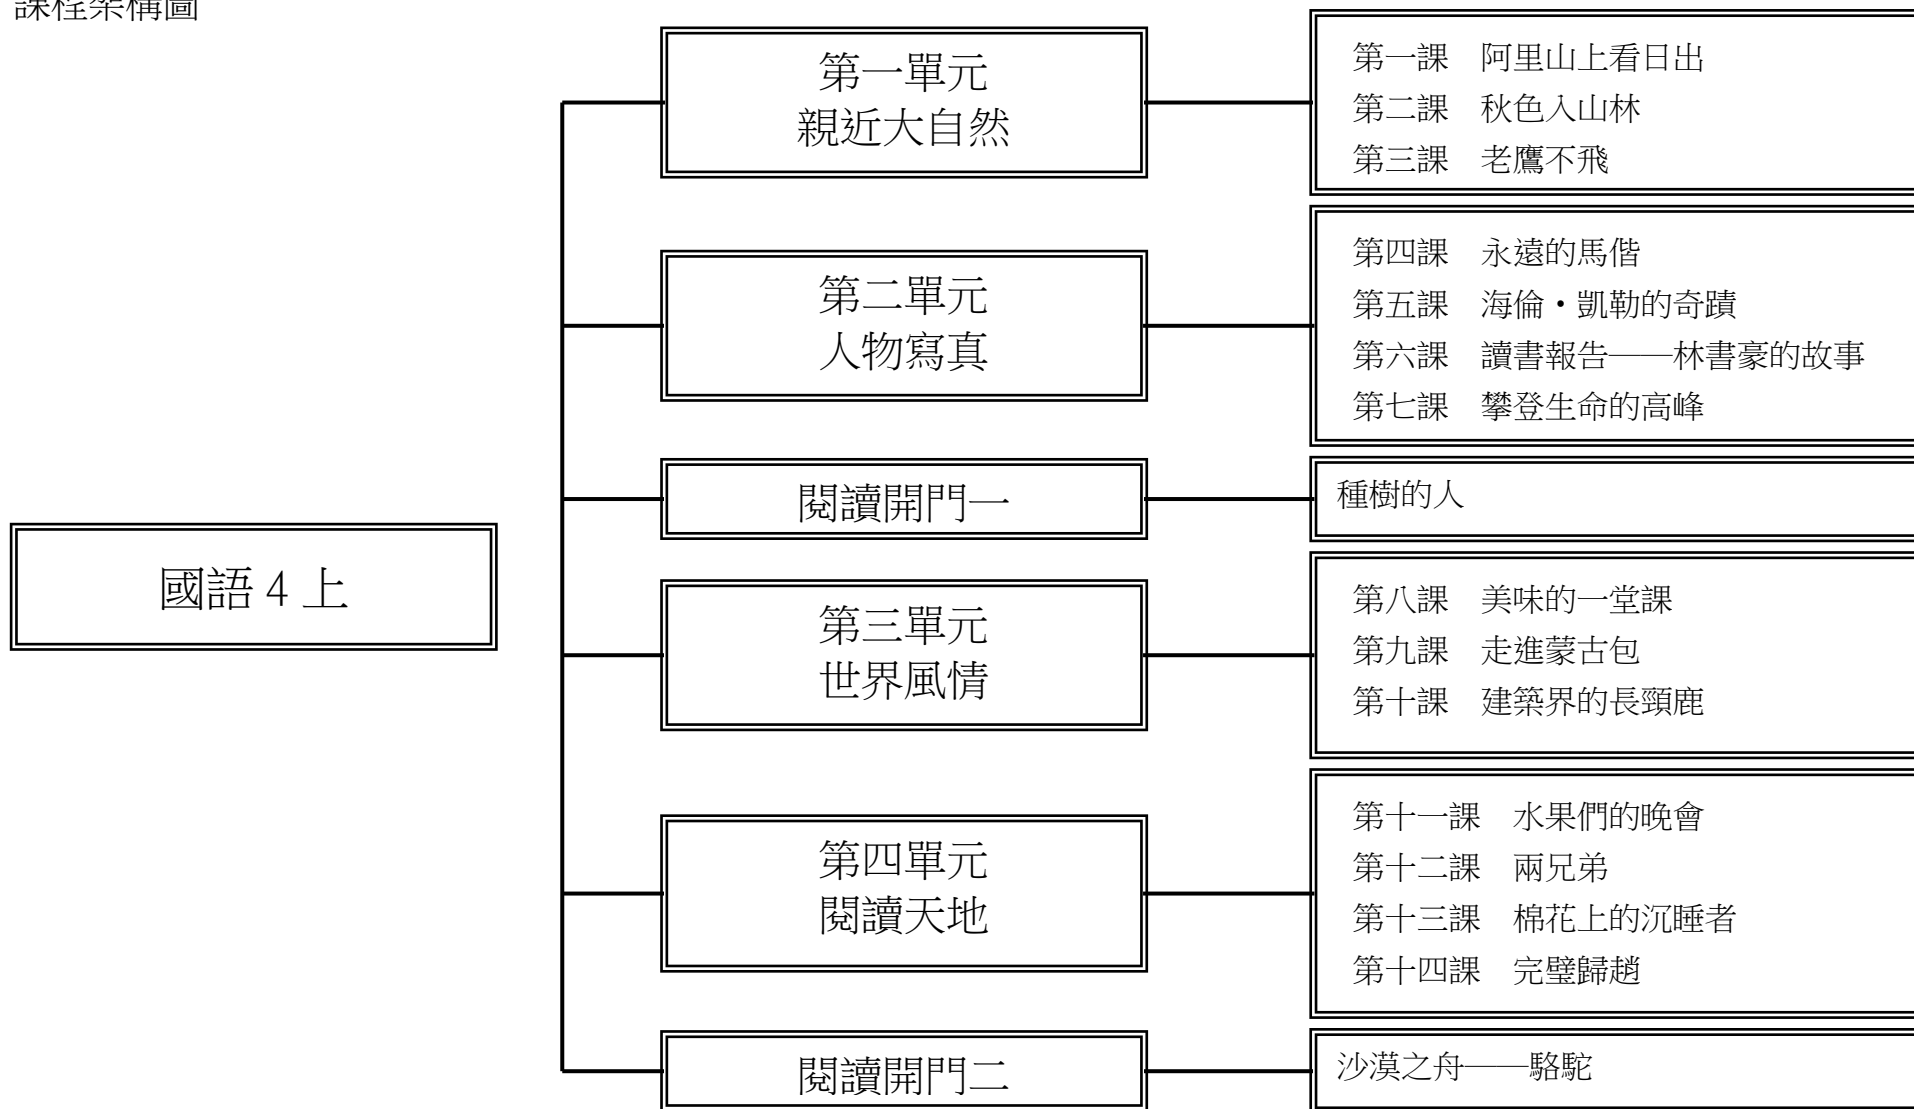 課程架構圖
國語 4 上
第一單元
親近大自然
第一課　阿里山上看日出
第二課　秋色入山林
第三課　老鷹不飛
第二單元
人物寫真
第四課　永遠的馬偕
第五課　海倫‧凱勒的奇蹟
第六課　讀書報告──林書豪的故事
第七課　攀登生命的高峰
閱讀開門一
種樹的人
第三單元
世界風情
第八課　美味的一堂課
第九課　走進蒙古包
第十課　建築界的長頸鹿
第四單元
閱讀天地
第十一課　水果們的晚會
第十二課　兩兄弟
第十三課　棉花上的沉睡者
第十四課　完璧歸趙
閱讀開門二
沙漠之舟──駱駝